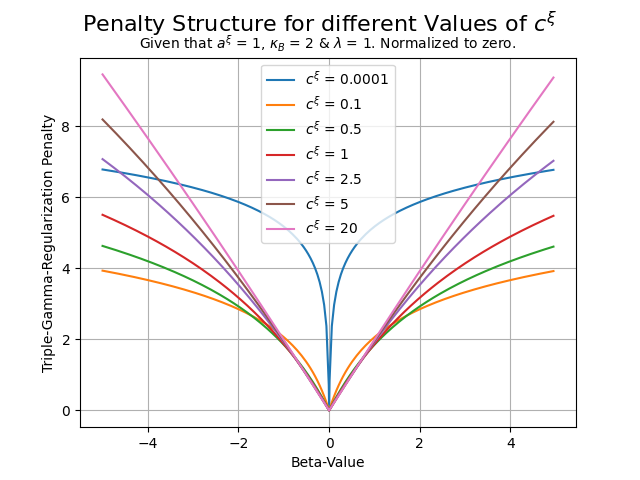 Penalty Structure for different Values of c^ξ
Given that a^ξ = 1, κ_B = 2 & λ = 1. Normalized to zero.
Triple-Gamma-Regularization Penalty
8
6
4
2
0
c^ξ = 0.0001
c^ξ = 0.1
c^ξ = 0.5
c^ξ = 1
c^ξ = 2.5
c^ξ = 5
c^ξ = 20
−4 −2 0 2 4
Beta-Value